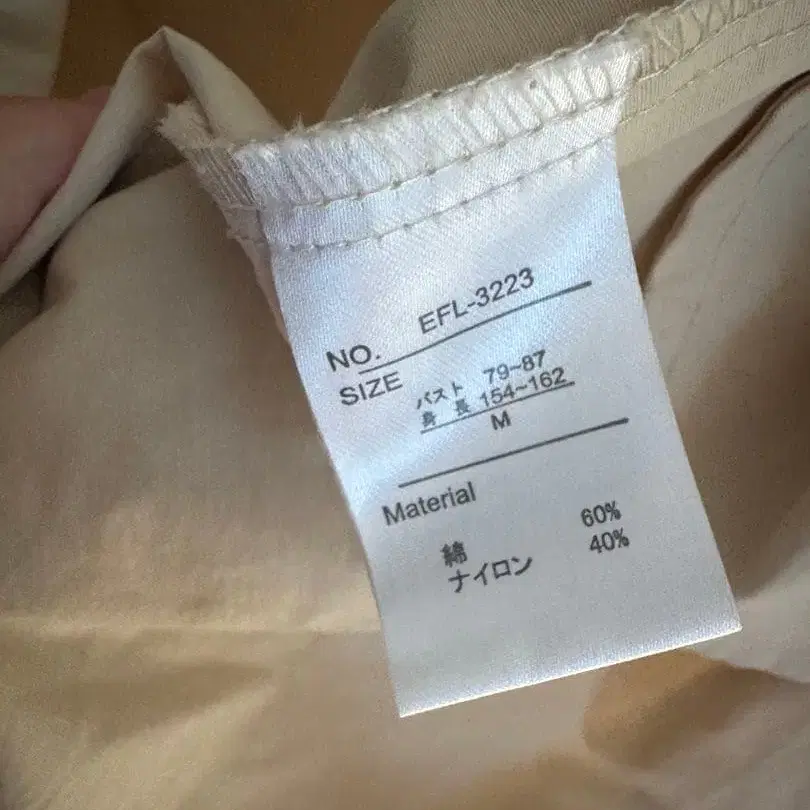 NO. EFL-3223
SIZE
バスト 79~87
身長 154~162
M
Material
綿 60%
ナイロン 40%